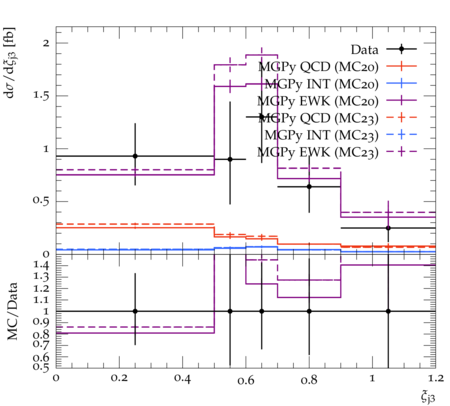 dσ/dξj3 [fb]
2
1.5
1
0.5
0
Data
MGPy QCD (MC20)
MGPy INT (MC20)
MGPy EWK (MC20)
MGPy QCD (MC23)
MGPy INT (MC23)
MGPy EWK (MC23)
MC/Data
1.4
1.3
1.2
1.1
1
0.9
0.8
0.7
0.6
0.5
0 0.2 0.4 0.6 0.8 1 1.2
ξj3